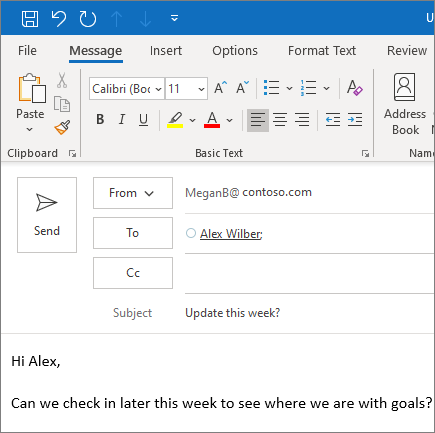 U
File Message Insert Options Format Text Review
Paste
Calibri (Boc 11
B I U
Address Book
Clipboard Basic Text Names
Send
From MeganB@ contoso.com
To Alex Wilber;
Cc
Subject Update this week?
Hi Alex,
Can we check in later this week to see where we are with goals?